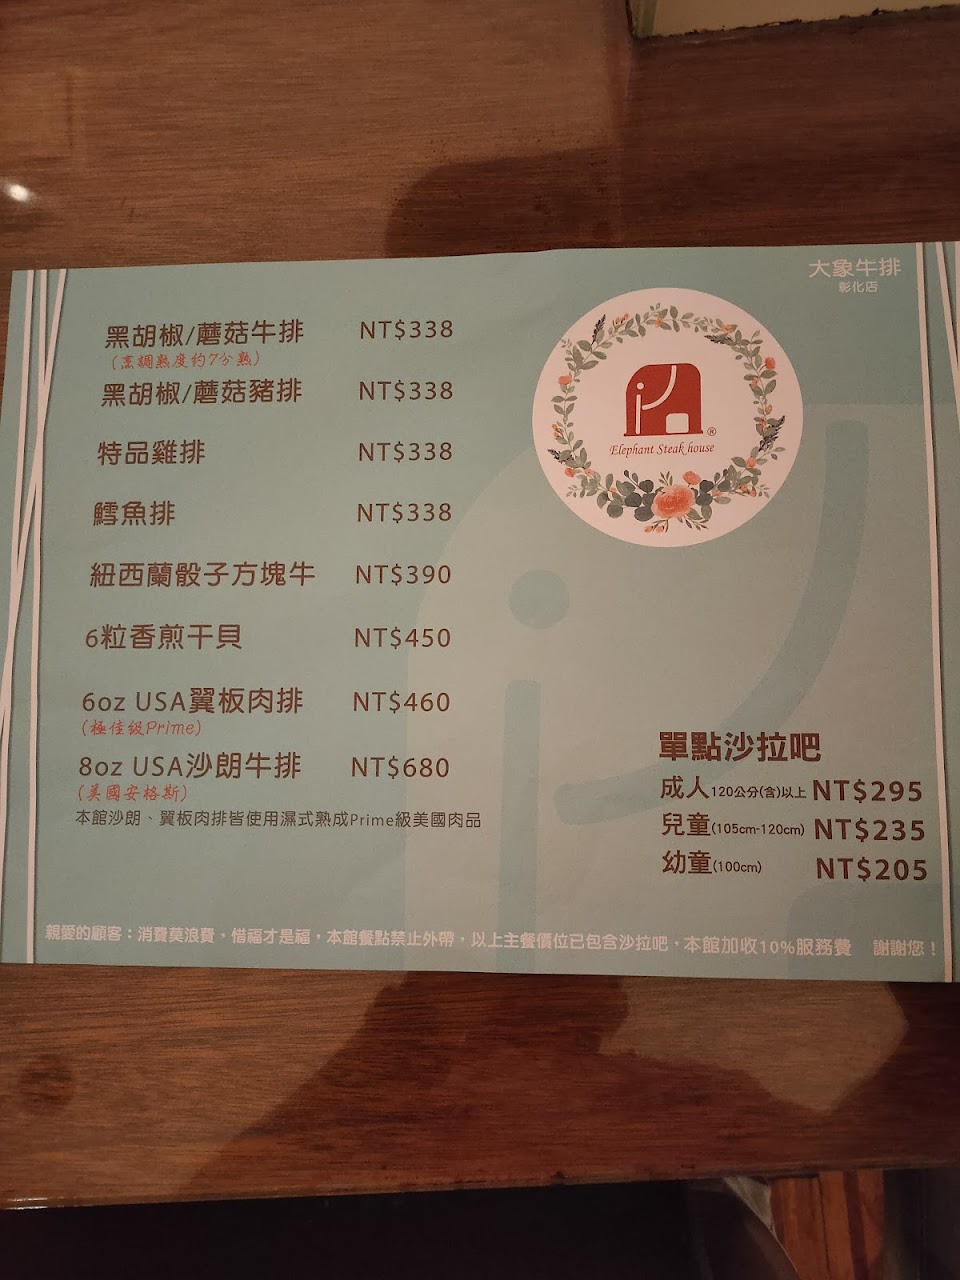 大象牛排
彰化店
黑胡椒/蘑菇牛排 NT$338
(烹調熟度約7分熟)
黑胡椒/蘑菇豬排 NT$338
特品雞排 NT$338
鱈魚排 NT$338
紐西蘭骰子方塊牛 NT$390
6粒香煎干貝 NT$450
6oz USA翼板肉排 NT$460
(極佳級Prime)
8oz USA沙朗牛排 NT$680
(美國安格斯)
本館沙朗、翼板肉排皆使用濕式熟成Prime級美國肉品
®
Elephant Steak house
單點沙拉吧
成人120公分(含)以上 NT$295
兒童(105cm-120cm) NT$235
幼童(100cm) NT$205
親愛的顧客：消費莫浪費，惜福才是福，本館餐點禁止外帶，以上主餐價位已包含沙拉吧，本館加收10%服務費 謝謝您！